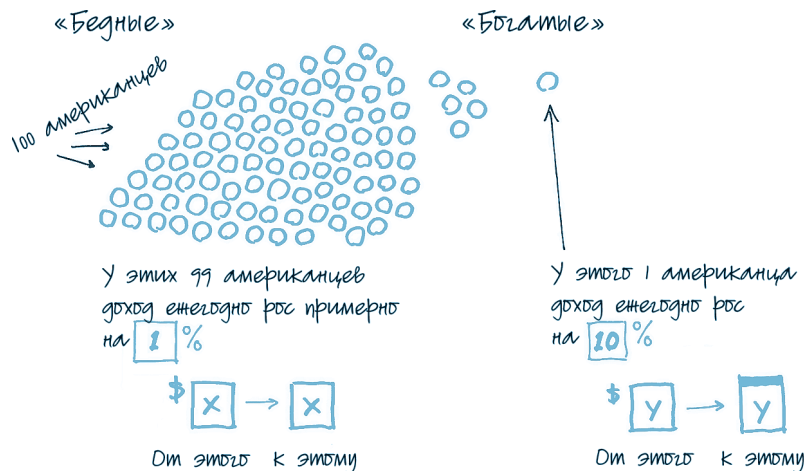 «Бедные»
«Богатые»
100 американцев
У этих 99 американцев
доход ежегодно рос примерно
на 1 %
$ X X
От этого к этому
У этого 1 американца
доход ежегодно рос
на 10 %
$ У У
От этого к этому